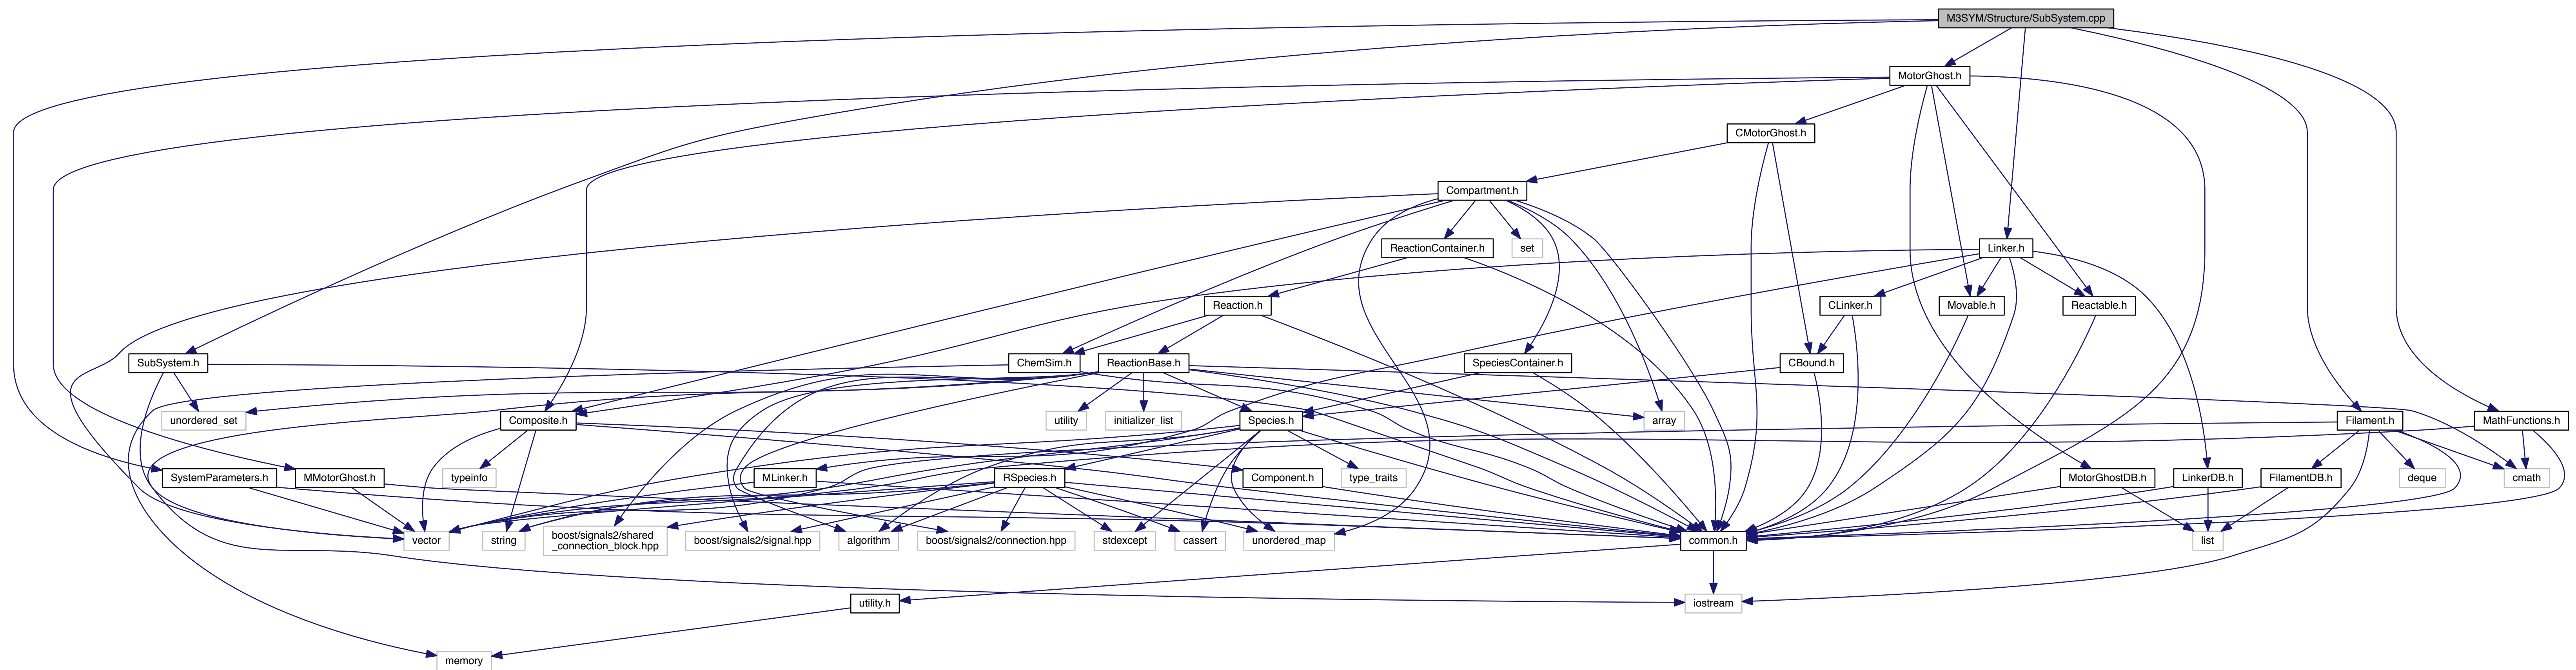 M3SYM/Structure/SubSystem.cpp
MotorGhost.h
CMotorGhost.h
Compartment.h
ReactionContainer.h
set
Linker.h
Reaction.h
CLinker.h
Movable.h
Reactable.h
SubSystem.h
ChemSim.h
ReactionBase.h
SpeciesContainer.h
CBound.h
unordered_set
Composite.h
utility
initializer_list
Species.h
array
Filament.h
MathFunctions.h
SystemParameters.h
MMotorGhost.h
typeinfo
MLinker.h
RSpecies.h
Component.h
type_traits
MotorGhostDB.h
LinkerDB.h
FilamentDB.h
deque
cmath
vector
string
boost/signals2/shared
_connection_block.hpp
boost/signals2/signal.hpp
algorithm
boost/signals2/connection.hpp
stdexcept
cassert
unordered_map
common.h
list
utility.h
iostream
memory